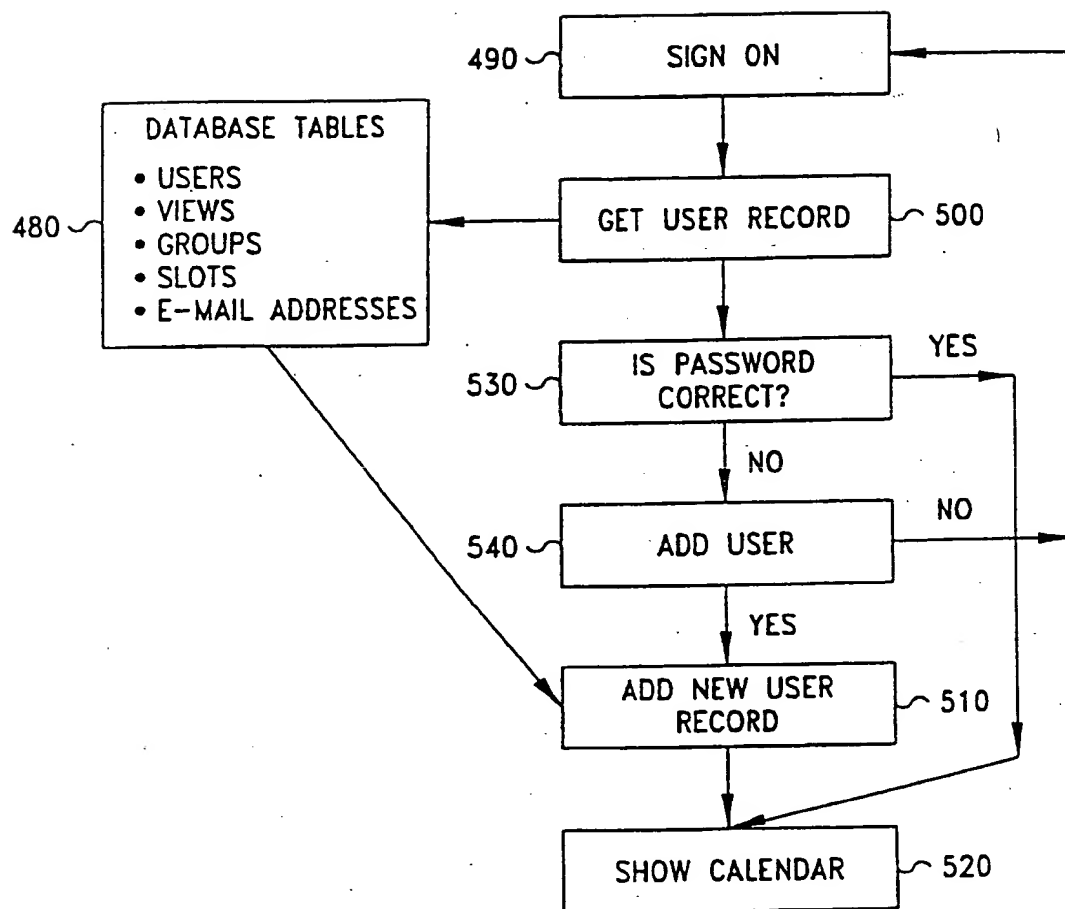 490
SIGN ON
DATABASE TABLES
• USERS
• VIEWS
• GROUPS
• SLOTS
• E-MAIL ADDRESSES
480
GET USER RECORD
500
530
IS PASSWORD
CORRECT?
YES
NO
540
ADD USER
NO
YES
ADD NEW USER
RECORD
510
SHOW CALENDAR
520